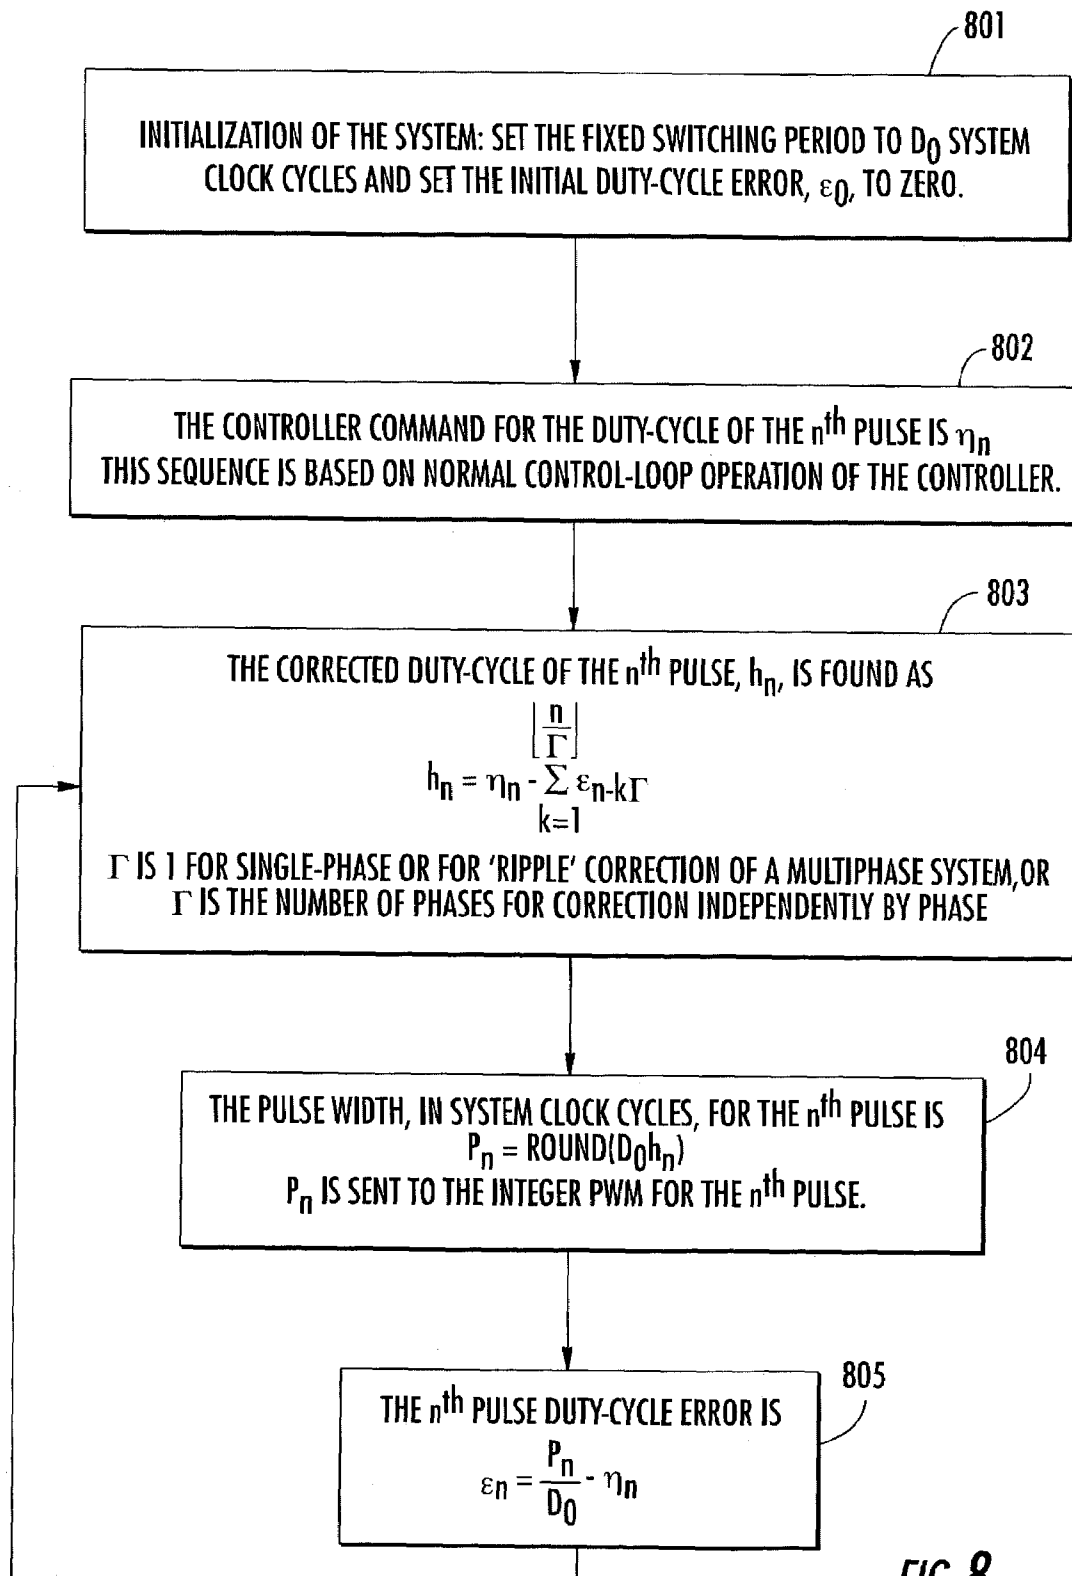 801
INITIALIZATION OF THE SYSTEM: SET THE FIXED SWITCHING PERIOD TO D₀ SYSTEM
CLOCK CYCLES AND SET THE INITIAL DUTY-CYCLE ERROR, ε₀, TO ZERO.
802
THE CONTROLLER COMMAND FOR THE DUTY-CYCLE OF THE nᵗʰ PULSE IS ηₙ
THIS SEQUENCE IS BASED ON NORMAL CONTROL-LOOP OPERATION OF THE CONTROLLER.
803
THE CORRECTED DUTY-CYCLE OF THE nᵗʰ PULSE, hₙ, IS FOUND AS
⌊n/Γ⌋
hₙ = ηₙ - Σ εₙ₋ₖΓ
k=1
Γ IS 1 FOR SINGLE-PHASE OR FOR 'RIPPLE' CORRECTION OF A MULTIPHASE SYSTEM, OR
Γ IS THE NUMBER OF PHASES FOR CORRECTION INDEPENDENTLY BY PHASE
804
THE PULSE WIDTH, IN SYSTEM CLOCK CYCLES, FOR THE nᵗʰ PULSE IS
Pₙ = ROUND(D₀hₙ)
Pₙ IS SENT TO THE INTEGER PWM FOR THE nᵗʰ PULSE.
805
THE nᵗʰ PULSE DUTY-CYCLE ERROR IS
εₙ = Pₙ/D₀ - ηₙ
FIG. 8